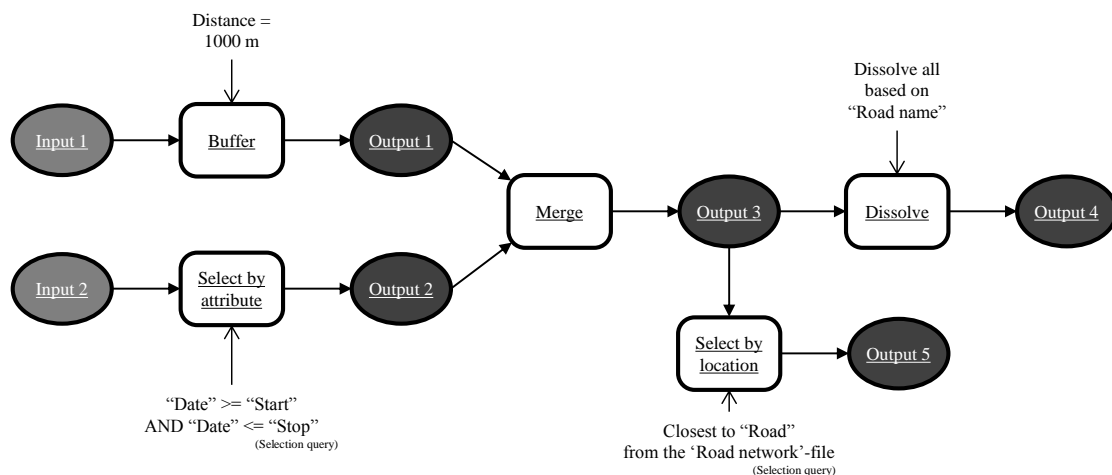 Distance =
1000 m
Dissolve all
based on
“Road name”
Input 1
Buffer
Output 1
Merge
Output 3
Dissolve
Output 4
Input 2
Select by
attribute
Output 2
Select by
location
Output 5
“Date” >= “Start”
AND “Date” <= “Stop”
(Selection query)
Closest to “Road”
from the ‘Road network’-file
(Selection query)